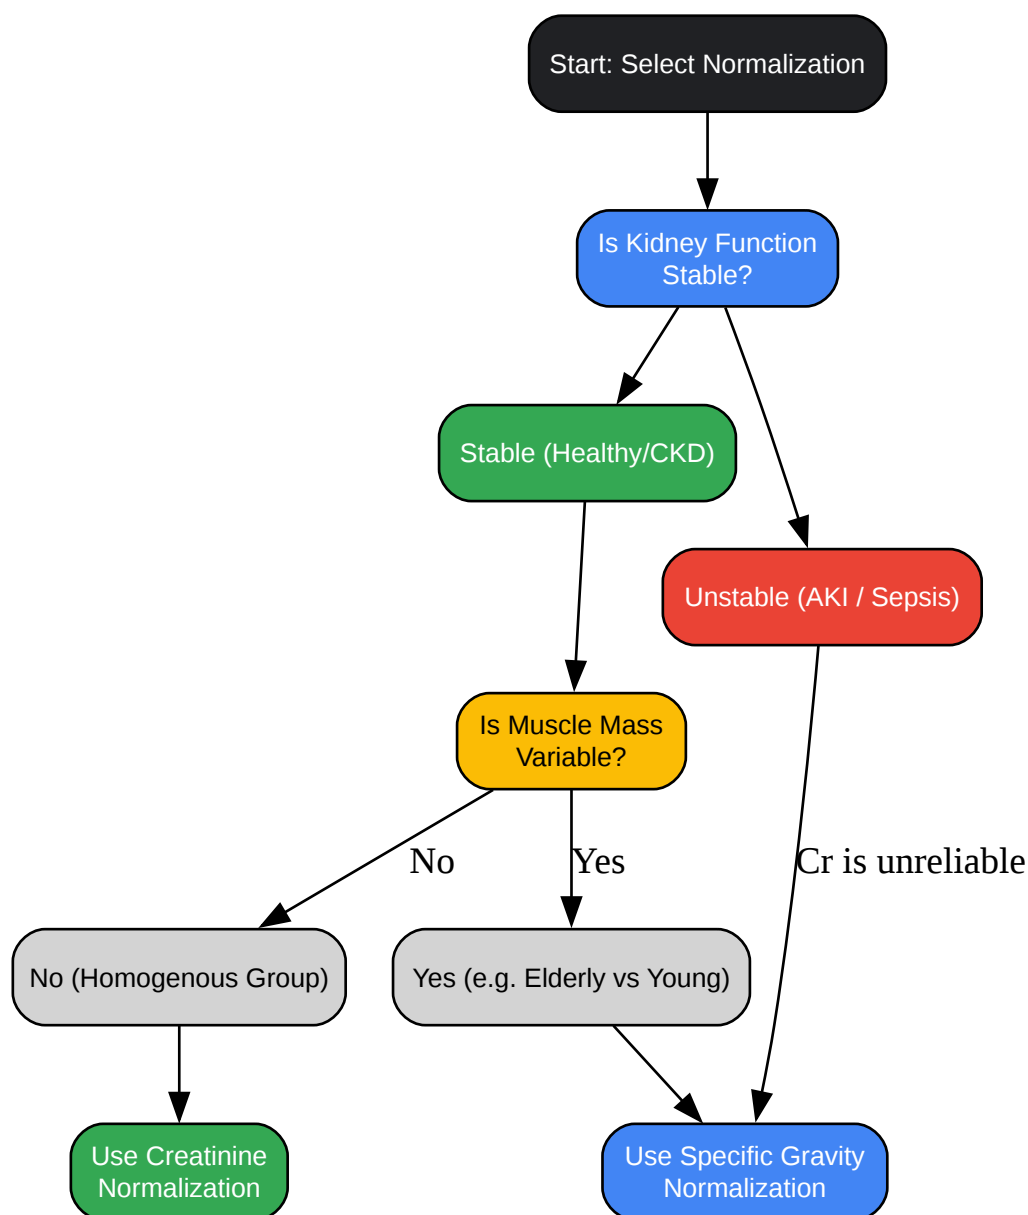 Start: Select Normalization
Is Kidney Function
Stable?
Stable (Healthy/CKD)
Unstable (AKI / Sepsis)
Is Muscle Mass
Variable?
No
Yes
Cr is unreliable
No (Homogenous Group)
Yes (e.g. Elderly vs Young)
Use Creatinine
Normalization
Use Specific Gravity
Normalization